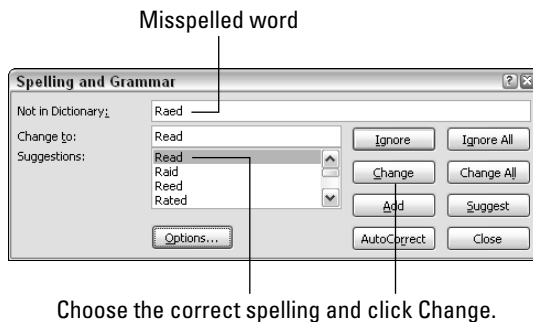 Misspelled word
Spelling and Grammar
Not in Dictionary: Raed
Change to: Read
Ignore Ignore All
Suggestions: Read
Raid
Reed
Rated
Change Change All
Add Suggest
Options... AutoCorrect Close
Choose the correct spelling and click Change.